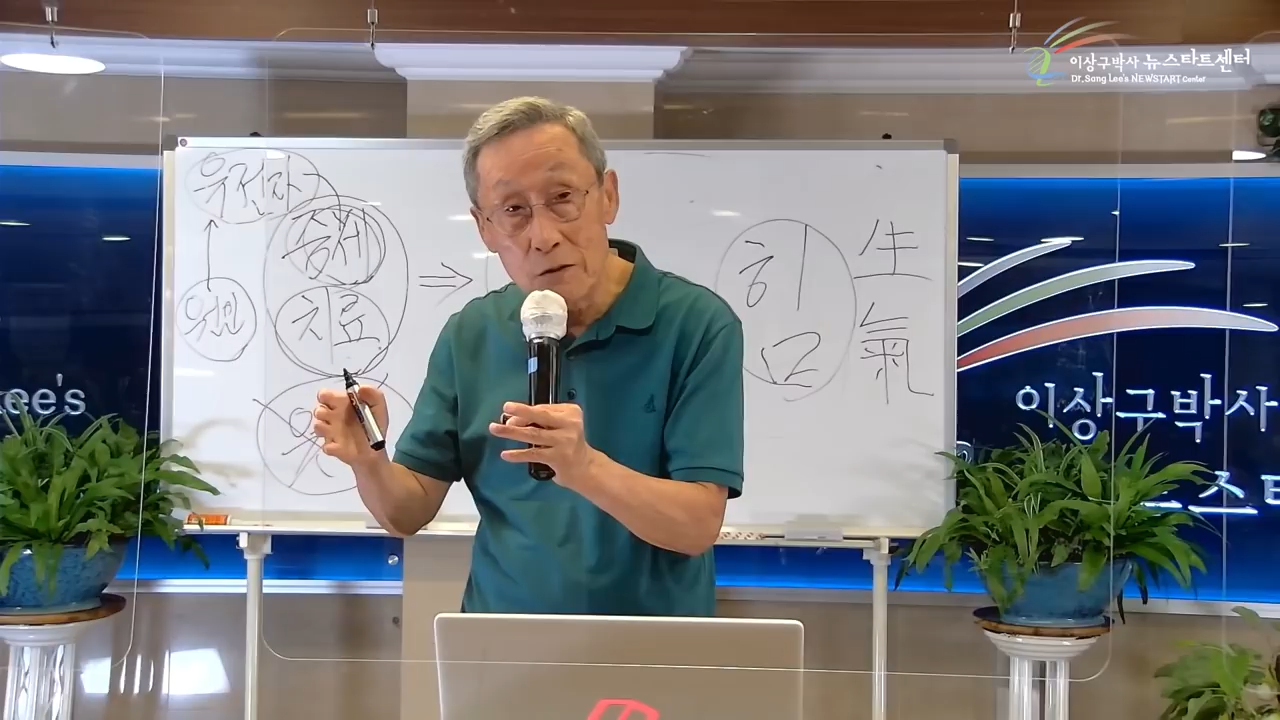 이상구박사 뉴스타트센터
Dr. Sang Lee's NEWSTART Center
유전자
증세
원인
치료
⇒
히
生
氣
ee's
이상구박사